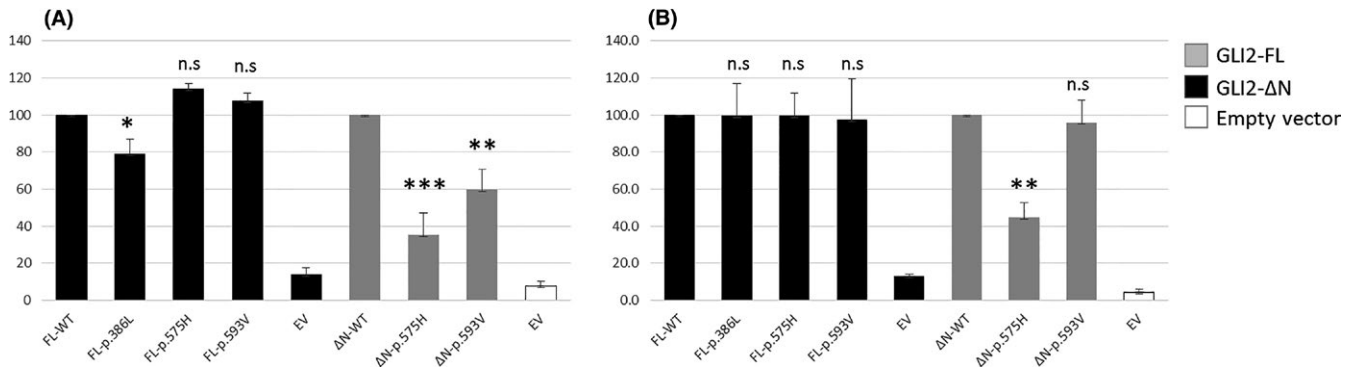 (A)
140
120
100
80
60
40
20
0
n.s
n.s
*
***
**
FL-WT
FL-p.386L
FL-p.575H
FL-p.593V
EV
ΔN-WT
ΔN-p.575H
ΔN-p.593V
EV
(B)
140.0
120.0
100.0
80.0
60.0
40.0
20.0
0.0
n.s
n.s
n.s
n.s
**
FL-WT
FL-p.386L
FL-p.575H
FL-p.593V
EV
ΔN-WT
ΔN-p.575H
ΔN-p.593V
EV
GLI2-FL
GLI2-ΔN
Empty vector